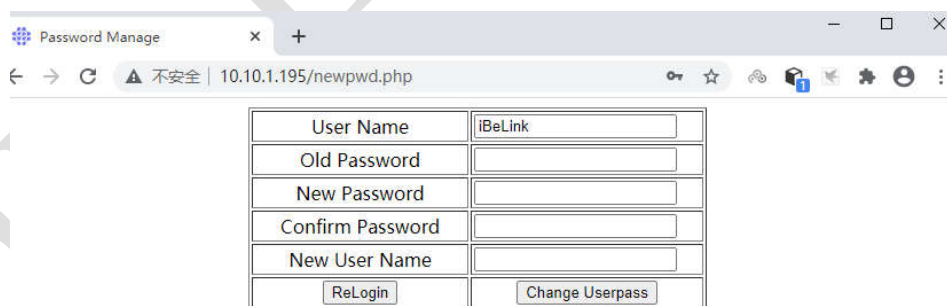 Password Manage
不安全 | 10.10.1.195/newpwd.php
1
User Name iBeLink
Old Password
New Password
Confirm Password
New User Name
ReLogin Change Userpass